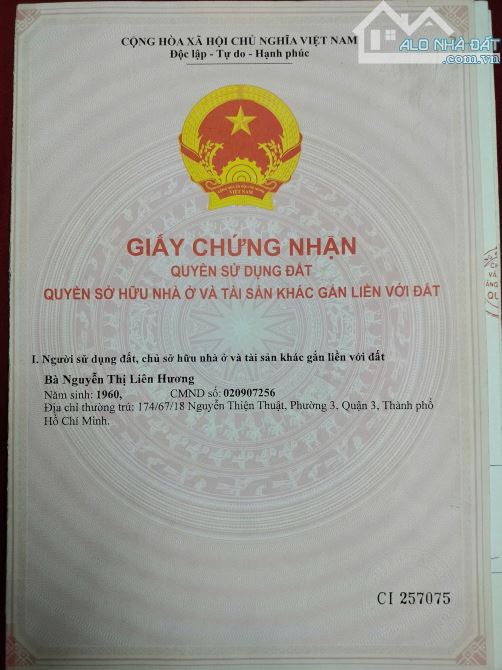 ALO NHÀ ĐẤT
.com.vn
CỘNG HÒA XÃ HỘI CHỦ NGHĨA VIỆT NAM
Độc lập - Tự do - Hạnh phúc
VIỆT NAM
GIẤY CHỨNG NHẬN
QUYỀN SỬ DỤNG ĐẤT
QUYỀN SỞ HỮU NHÀ Ở VÀ TÀI SẢN KHÁC GẮN LIỀN VỚI ĐẤT
I. Người sử dụng đất, chủ sở hữu nhà ở và tài sản khác gắn liền với đất
Bà Nguyễn Thị Liên Hương
Năm sinh: 1960, CMND số: 020907256
Địa chỉ thường trú: 174/67/18 Nguyễn Thiện Thuật, Phường 3, Quận 3, Thành phố
Hồ Chí Minh.
CI 257075